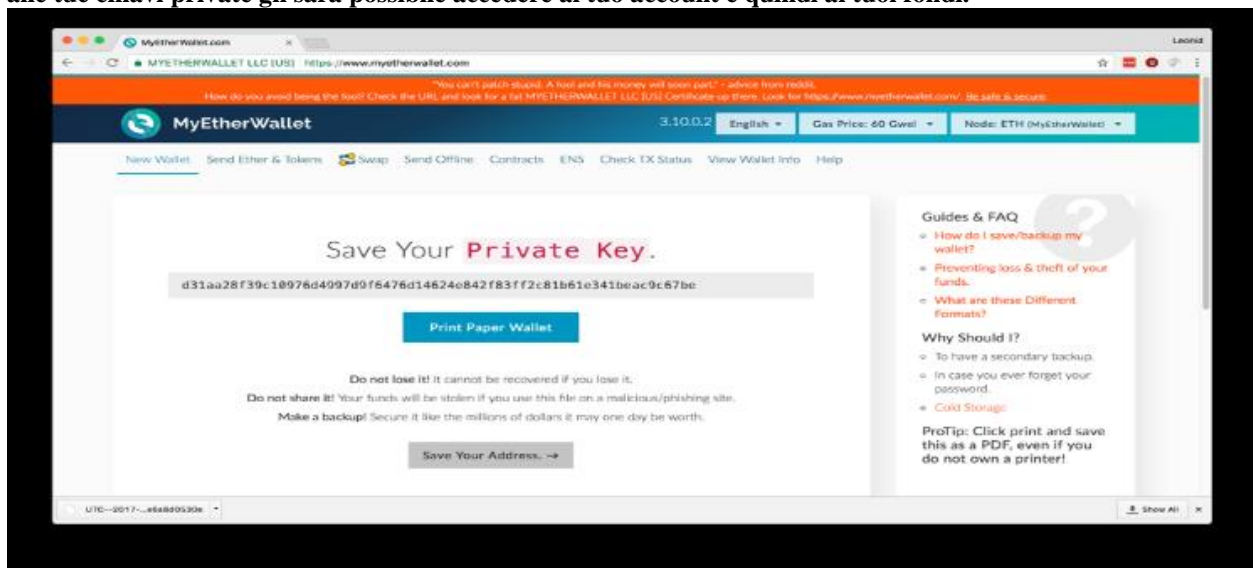 alle tue chiavi private gli sarà possibile accedere al tuo account e quindi ai tuoi fondi.
MyEtherWallet.com
Leonid
MYETHERWALLET LLC [US] https://www.myetherwallet.com
"You can't patch stupid. A fool and his money will soon part." - advice from reddit.
How do you avoid being the fool? Check the URL and look for a fat MYETHERWALLET LLC [US] Certificate up there. Look for https://www.myetherwallet.com/. Be safe & secure.
MyEtherWallet
3.10.0.2 English Gas Price: 60 Gwei Node: ETH (MyEtherWallet)
New Wallet Send Ether & Tokens Swap Send Offline Contracts ENS Check TX Status View Wallet Info Help
Save Your Private Key.
d31aa28f39c10976d4997d9f6476d14624e842f83ff2c81b61e341beac9c67be
Print Paper Wallet
Do not lose it! It cannot be recovered if you lose it.
Do not share it! Your funds will be stolen if you use this file on a malicious/phishing site.
Make a backup! Secure it like the millions of dollars it may one day be worth.
Save Your Address. →
Guides & FAQ
How do I save/backup my
wallet?
Preventing loss & theft of your
funds.
What are these Different
Formats?
Why Should I?
To have a secondary backup.
In case you ever forget your
password.
Cold Storage
ProTip: Click print and save
this as a PDF, even if you
do not own a printer!
Show All